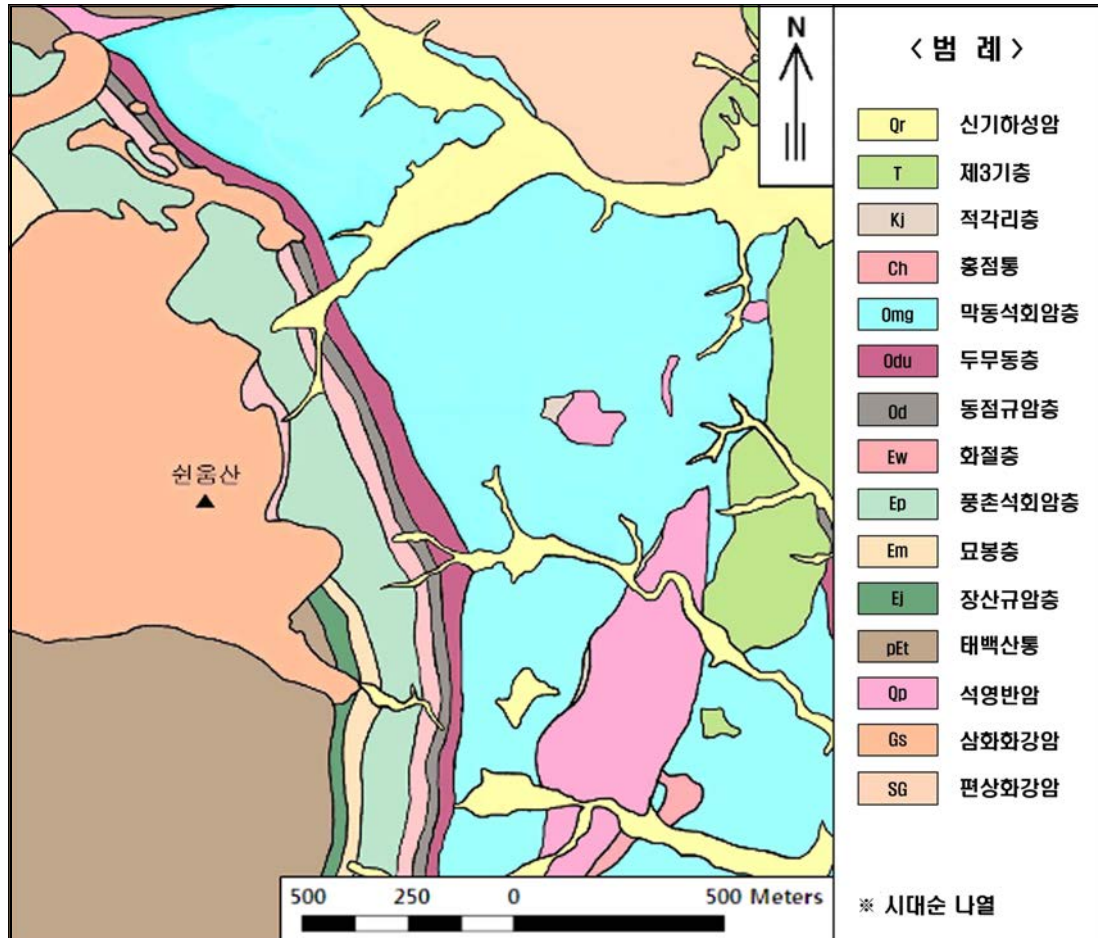 N
쉰움산
500 250 0 500 Meters
< 범 례 >
Qr 신기하성암
T 제3기층
Kj 적각리층
Ch 홍점통
Omg 막동석회암층
Odu 두무동층
Od 동점규암층
Ew 화절층
Ep 풍촌석회암층
Em 묘봉층
Ej 장산규암층
pEt 태백산통
Qp 석영반암
Gs 삼화화강암
SG 편상화강암
※ 시대순 나열